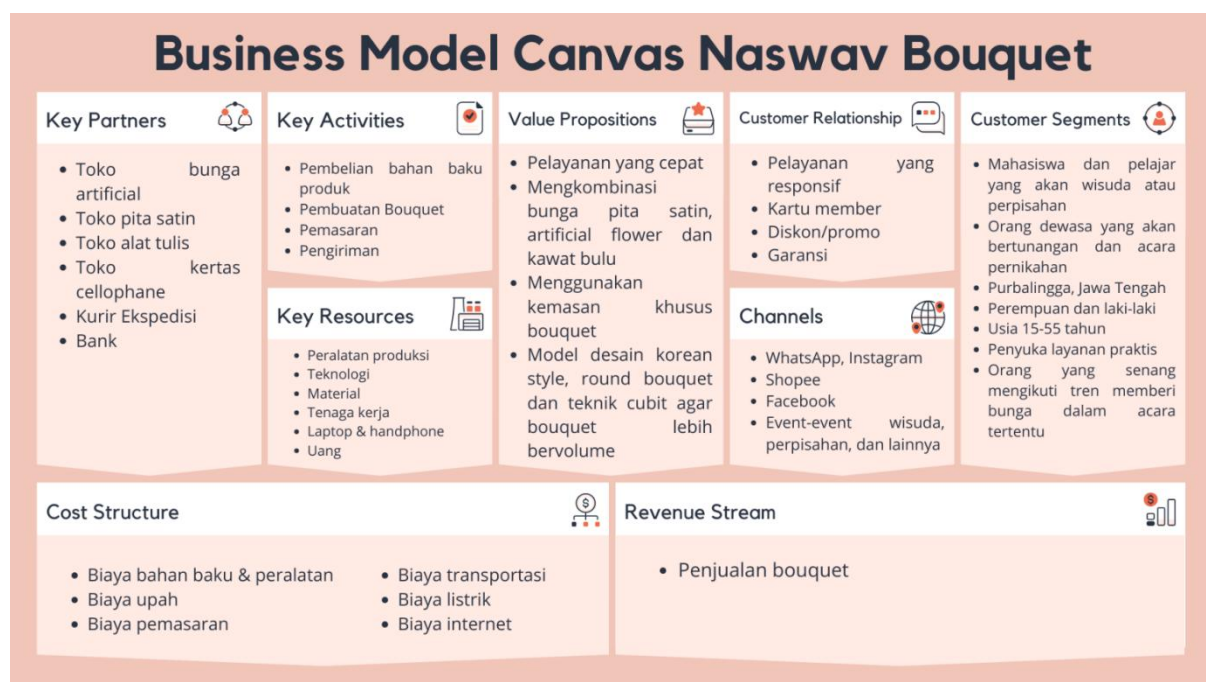 Business Model Canvas Naswav Bouquet
Key Partners
• Toko bunga
artificial
• Toko pita satin
• Toko alat tulis
• Toko kertas
cellophane
• Kurir Ekspedisi
• Bank
Key Activities
• Pembelian bahan baku
produk
• Pembuatan Bouquet
• Pemasaran
• Pengiriman
Key Resources
• Peralatan produksi
• Teknologi
• Material
• Tenaga kerja
• Laptop & handphone
• Uang
Value Propositions
• Pelayanan yang cepat
• Mengkombinasi
bunga pita satin,
artificial flower dan
kawat bulu
• Menggunakan
kemasan khusus
bouquet
• Model desain korean
style, round bouquet
dan teknik cubit agar
bouquet lebih
bervolume
Customer Relationship
• Pelayanan yang
responsif
• Kartu member
• Diskon/promo
• Garansi
Channels
• WhatsApp, Instagram
• Shopee
• Facebook
• Event-event wisuda,
perpisahan, dan lainnya
Customer Segments
• Mahasiswa dan pelajar
yang akan wisuda atau
perpisahan
• Orang dewasa yang akan
bertunangan dan acara
pernikahan
• Purbalingga, Jawa Tengah
• Perempuan dan laki-laki
• Usia 15-55 tahun
• Penyuka layanan praktis
• Orang yang senang
mengikuti tren memberi
bunga dalam acara
tertentu
Cost Structure
• Biaya bahan baku & peralatan
• Biaya upah
• Biaya pemasaran
• Biaya transportasi
• Biaya listrik
• Biaya internet
Revenue Stream
• Penjualan bouquet